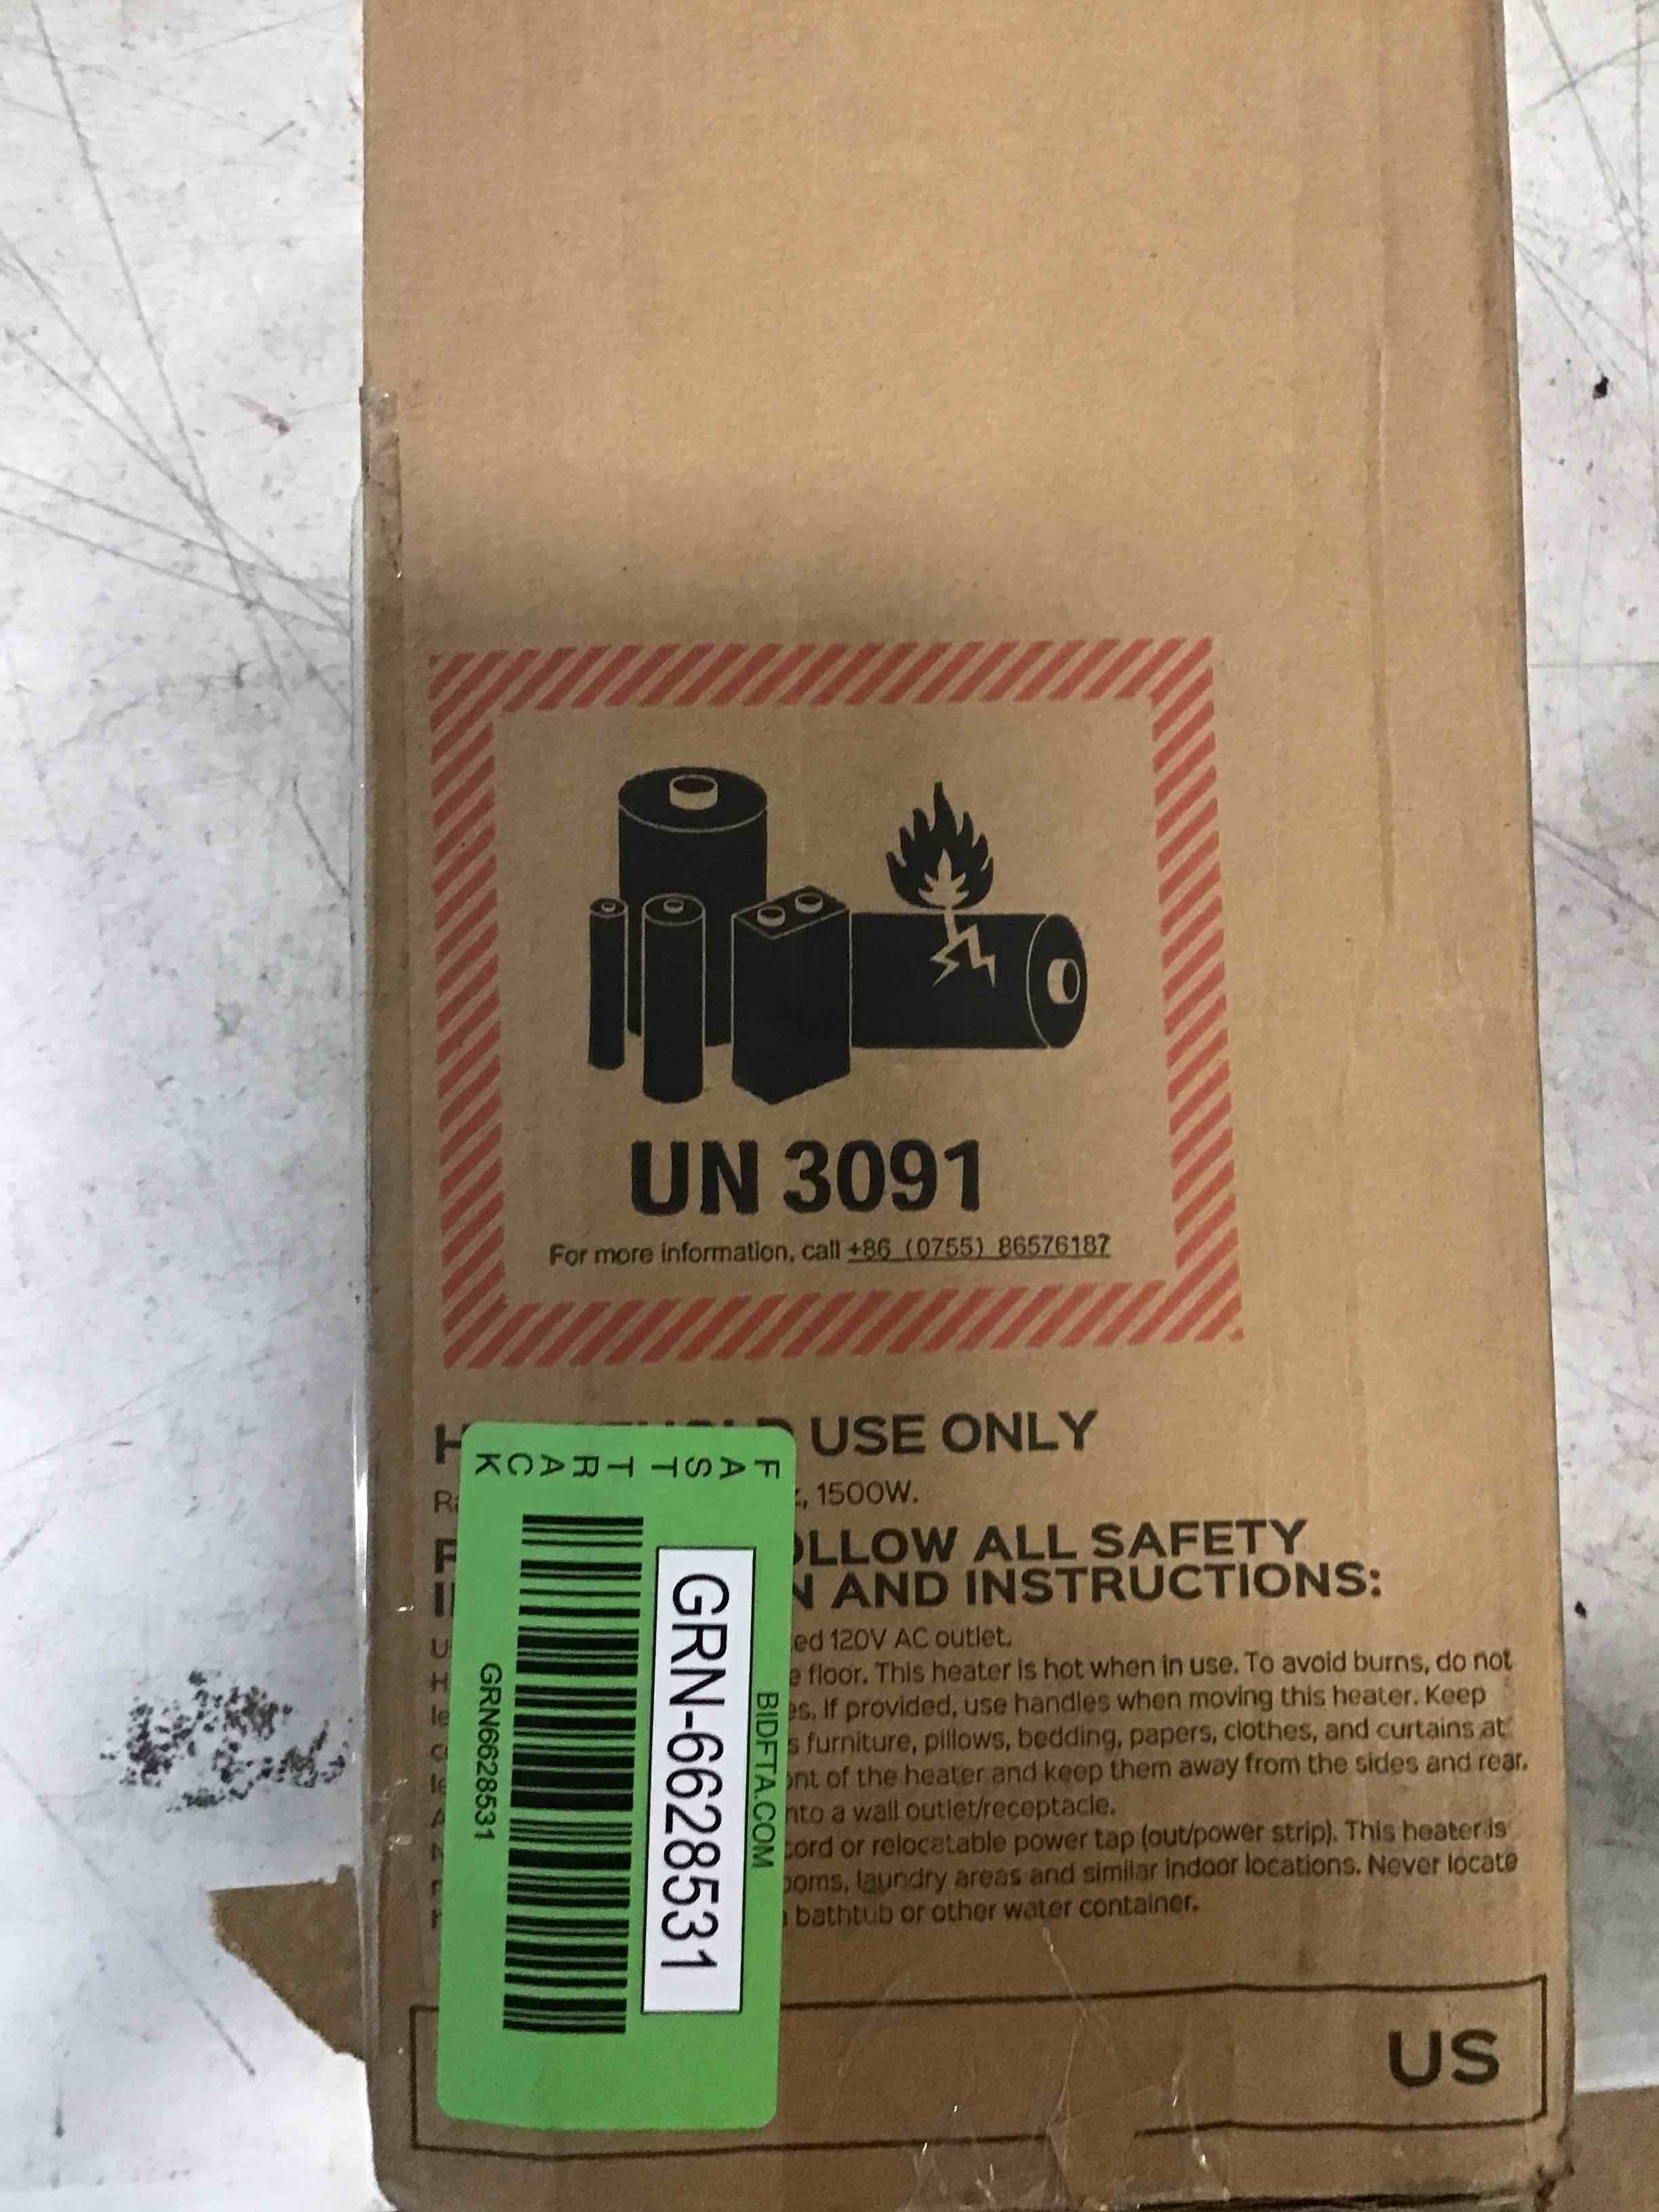 UN 3091
For more information, call +86 (0755) 86576187
USE ONLY
, 1500W.
OLLOW ALL SAFETY
N AND INSTRUCTIONS:
ed 120V AC outlet.
e floor. This heater is hot when in use. To avoid burns, do not
es. If provided, use handles when moving this heater. Keep
s furniture, pillows, bedding, papers, clothes, and curtains at
ont of the heater and keep them away from the sides and rear.
nto a wall outlet/receptacle.
cord or relocatable power tap (out/power strip). This heater is
ooms, laundry areas and similar indoor locations. Never locate
bathtub or other water container.
US
FAST TRACK
BIDFTA.COM
GRN-6628531
GRN6628531